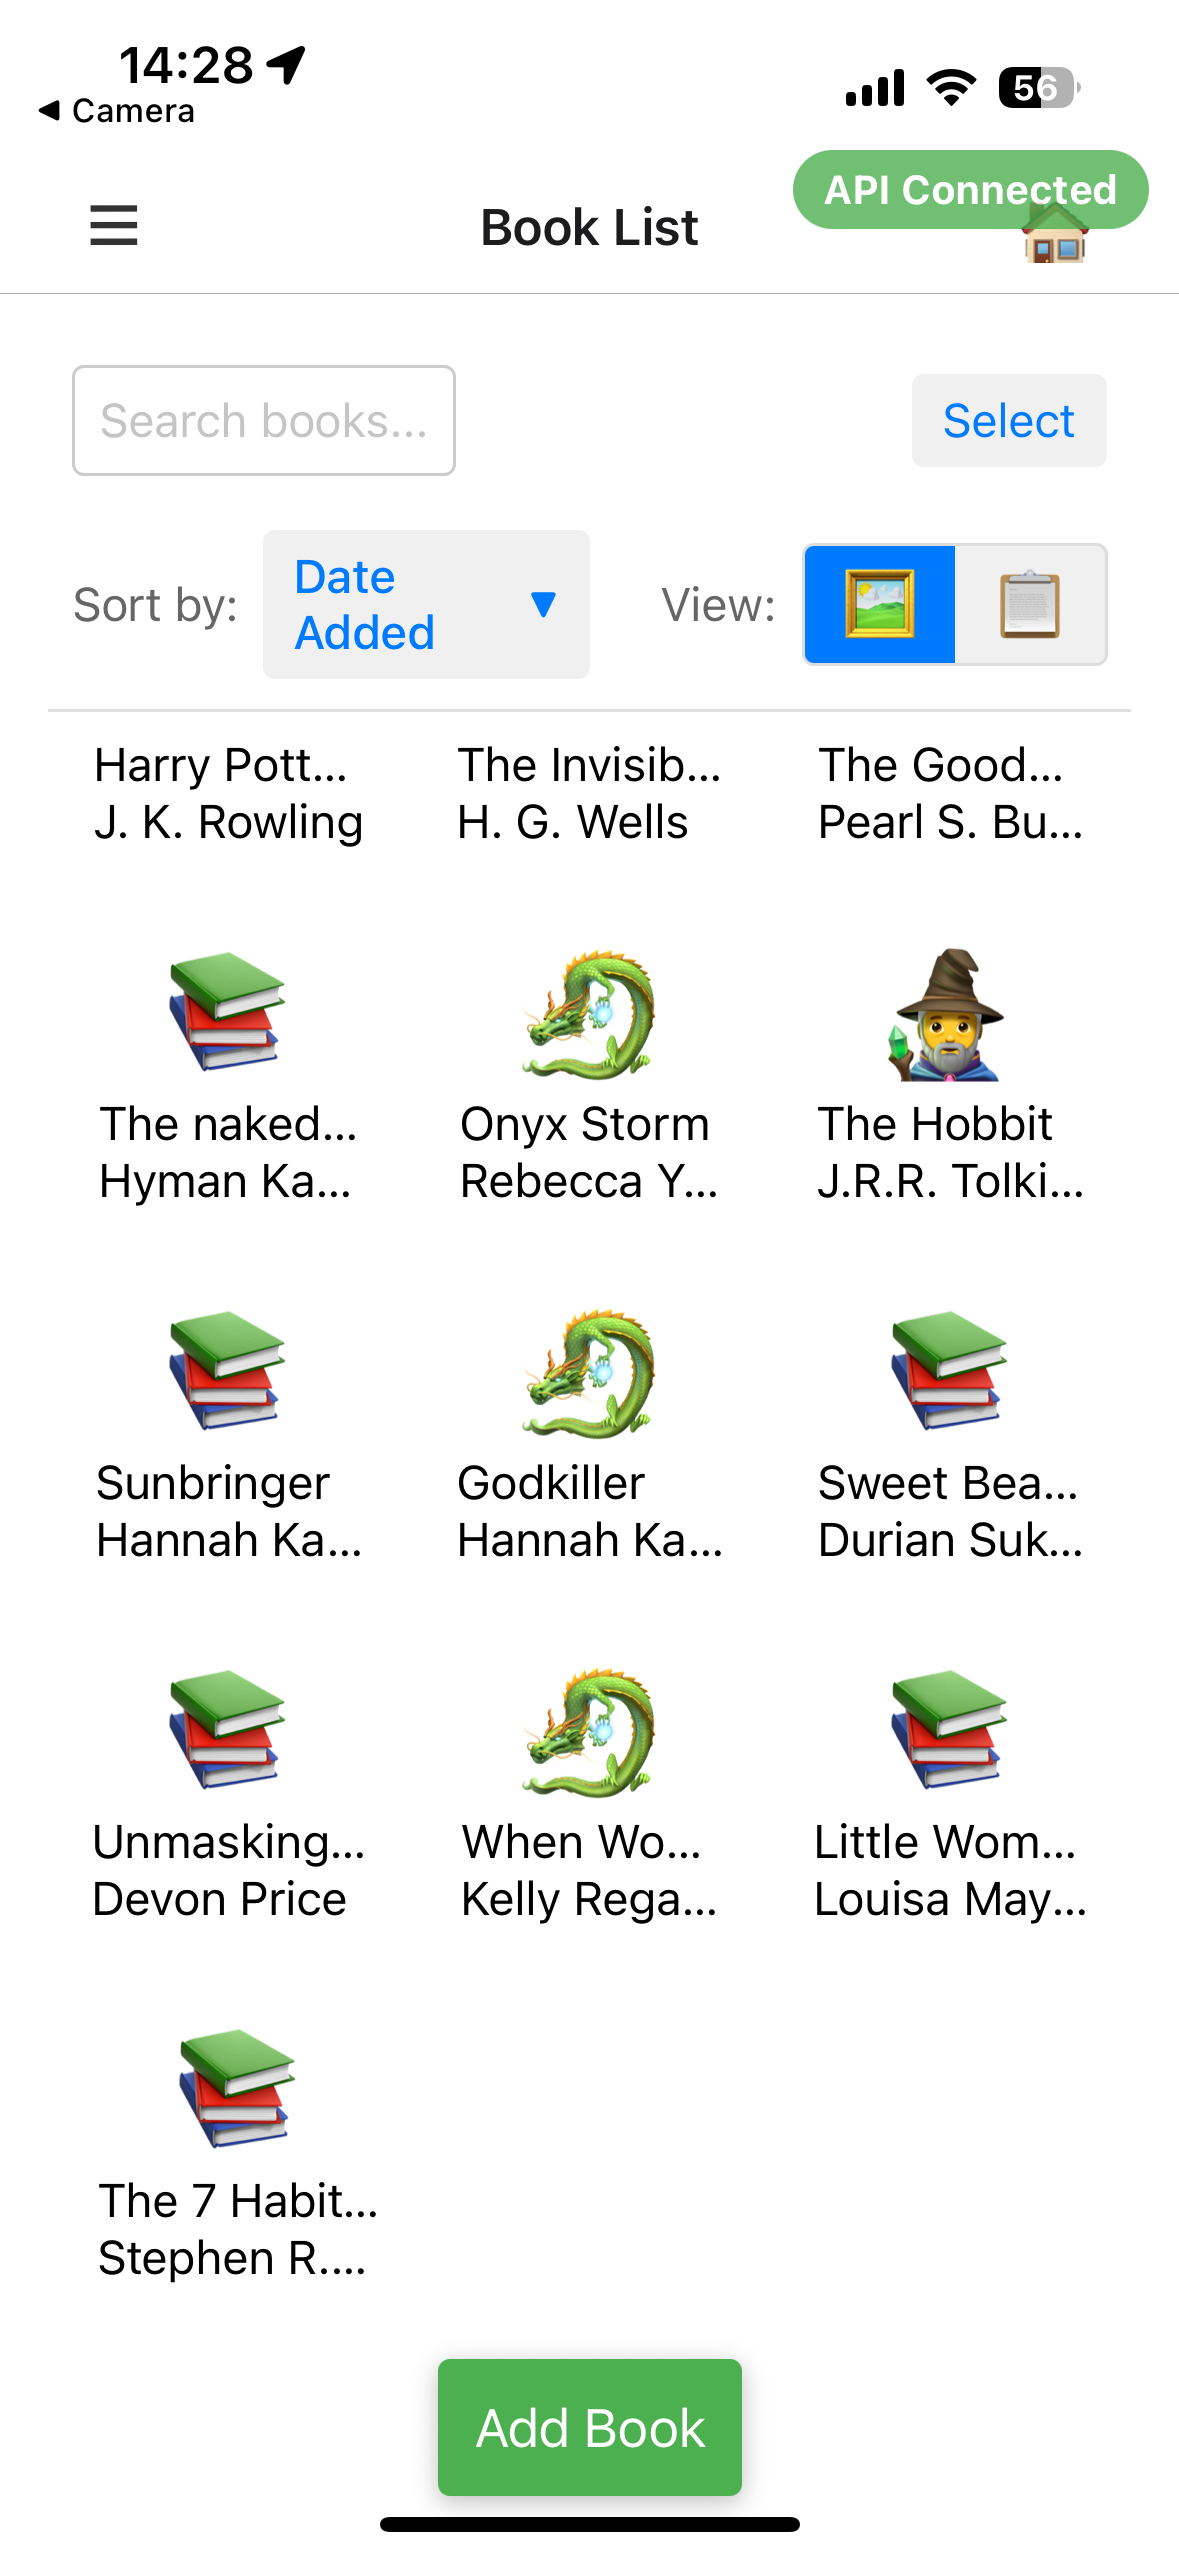 14:28
◀ Camera
56
API Connected
Book List
Search books...
Select
Sort by:
Date
Added
▼
View:
Harry Pott...
J. K. Rowling
The Invisib...
H. G. Wells
The Good...
Pearl S. Bu...
The naked...
Hyman Ka...
Onyx Storm
Rebecca Y...
The Hobbit
J.R.R. Tolki...
Sunbringer
Hannah Ka...
Godkiller
Hannah Ka...
Sweet Bea...
Durian Suk...
Unmasking...
Devon Price
When Wo...
Kelly Rega...
Little Wom...
Louisa May...
The 7 Habit...
Stephen R....
Add Book